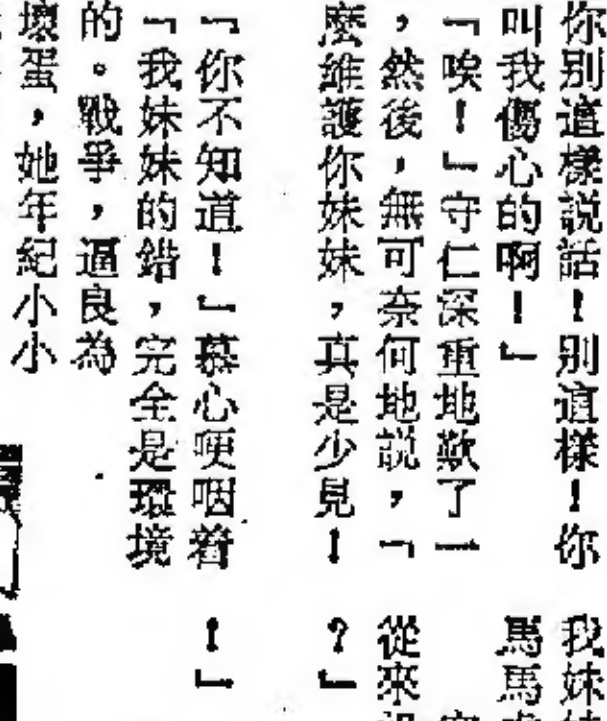 你別這樣説話！別這樣！你
叫我傷心的啊！」
「唉！」守仁深重地歎了一
，然後，無可奈何地説，「
麼維護你妹妹，真是少見！
「你不知道！」慕心哽咽着
「我妹妹的錯，完全是環境
的。戰爭，逼良為
壞蛋，她年紀小小
我妹
馬馬
從來
？」
！」